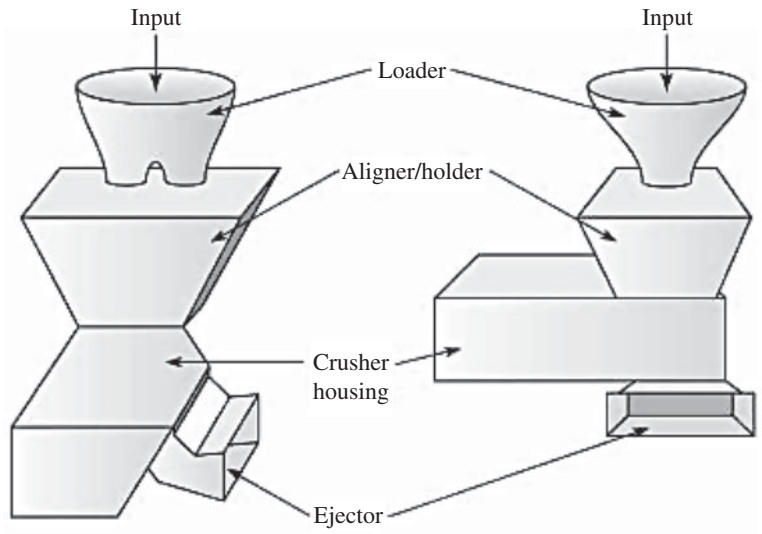 Input
Input
Loader
Aligner/holder
Crusher
housing
Ejector